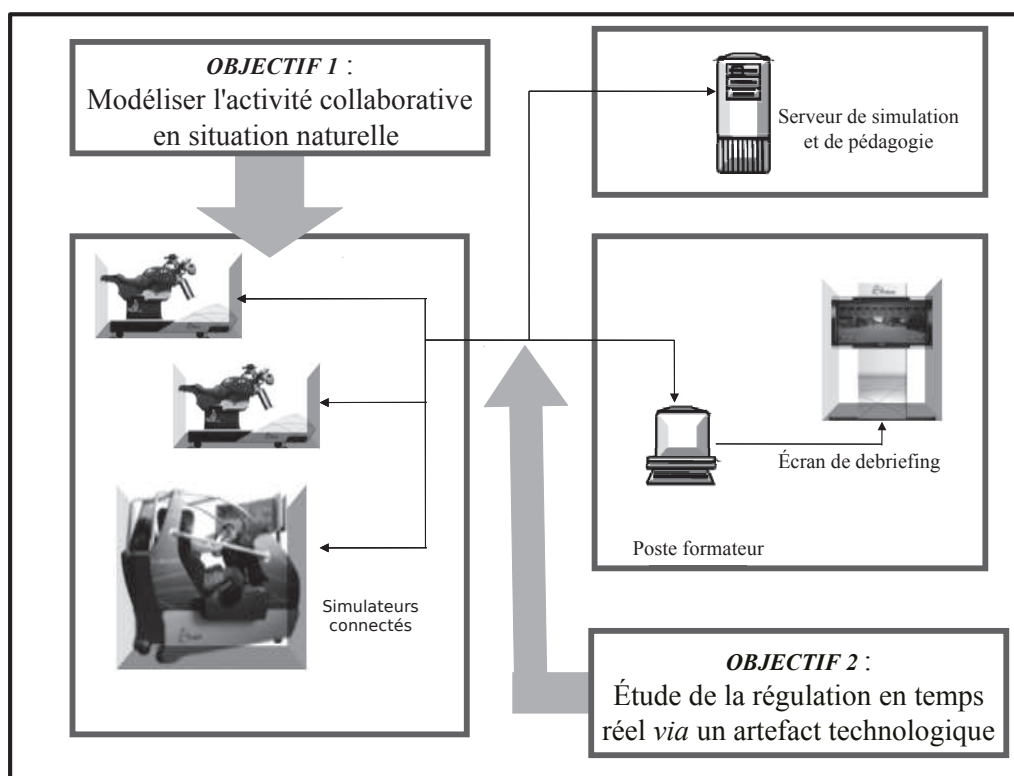 OBJECTIF 1 :
Modéliser l'activité collaborative
en situation naturelle
Serveur de simulation
et de pédagogie
Écran de debriefing
Poste formateur
Simulateurs
connectés
OBJECTIF 2 :
Étude de la régulation en temps
réel via un artefact technologique